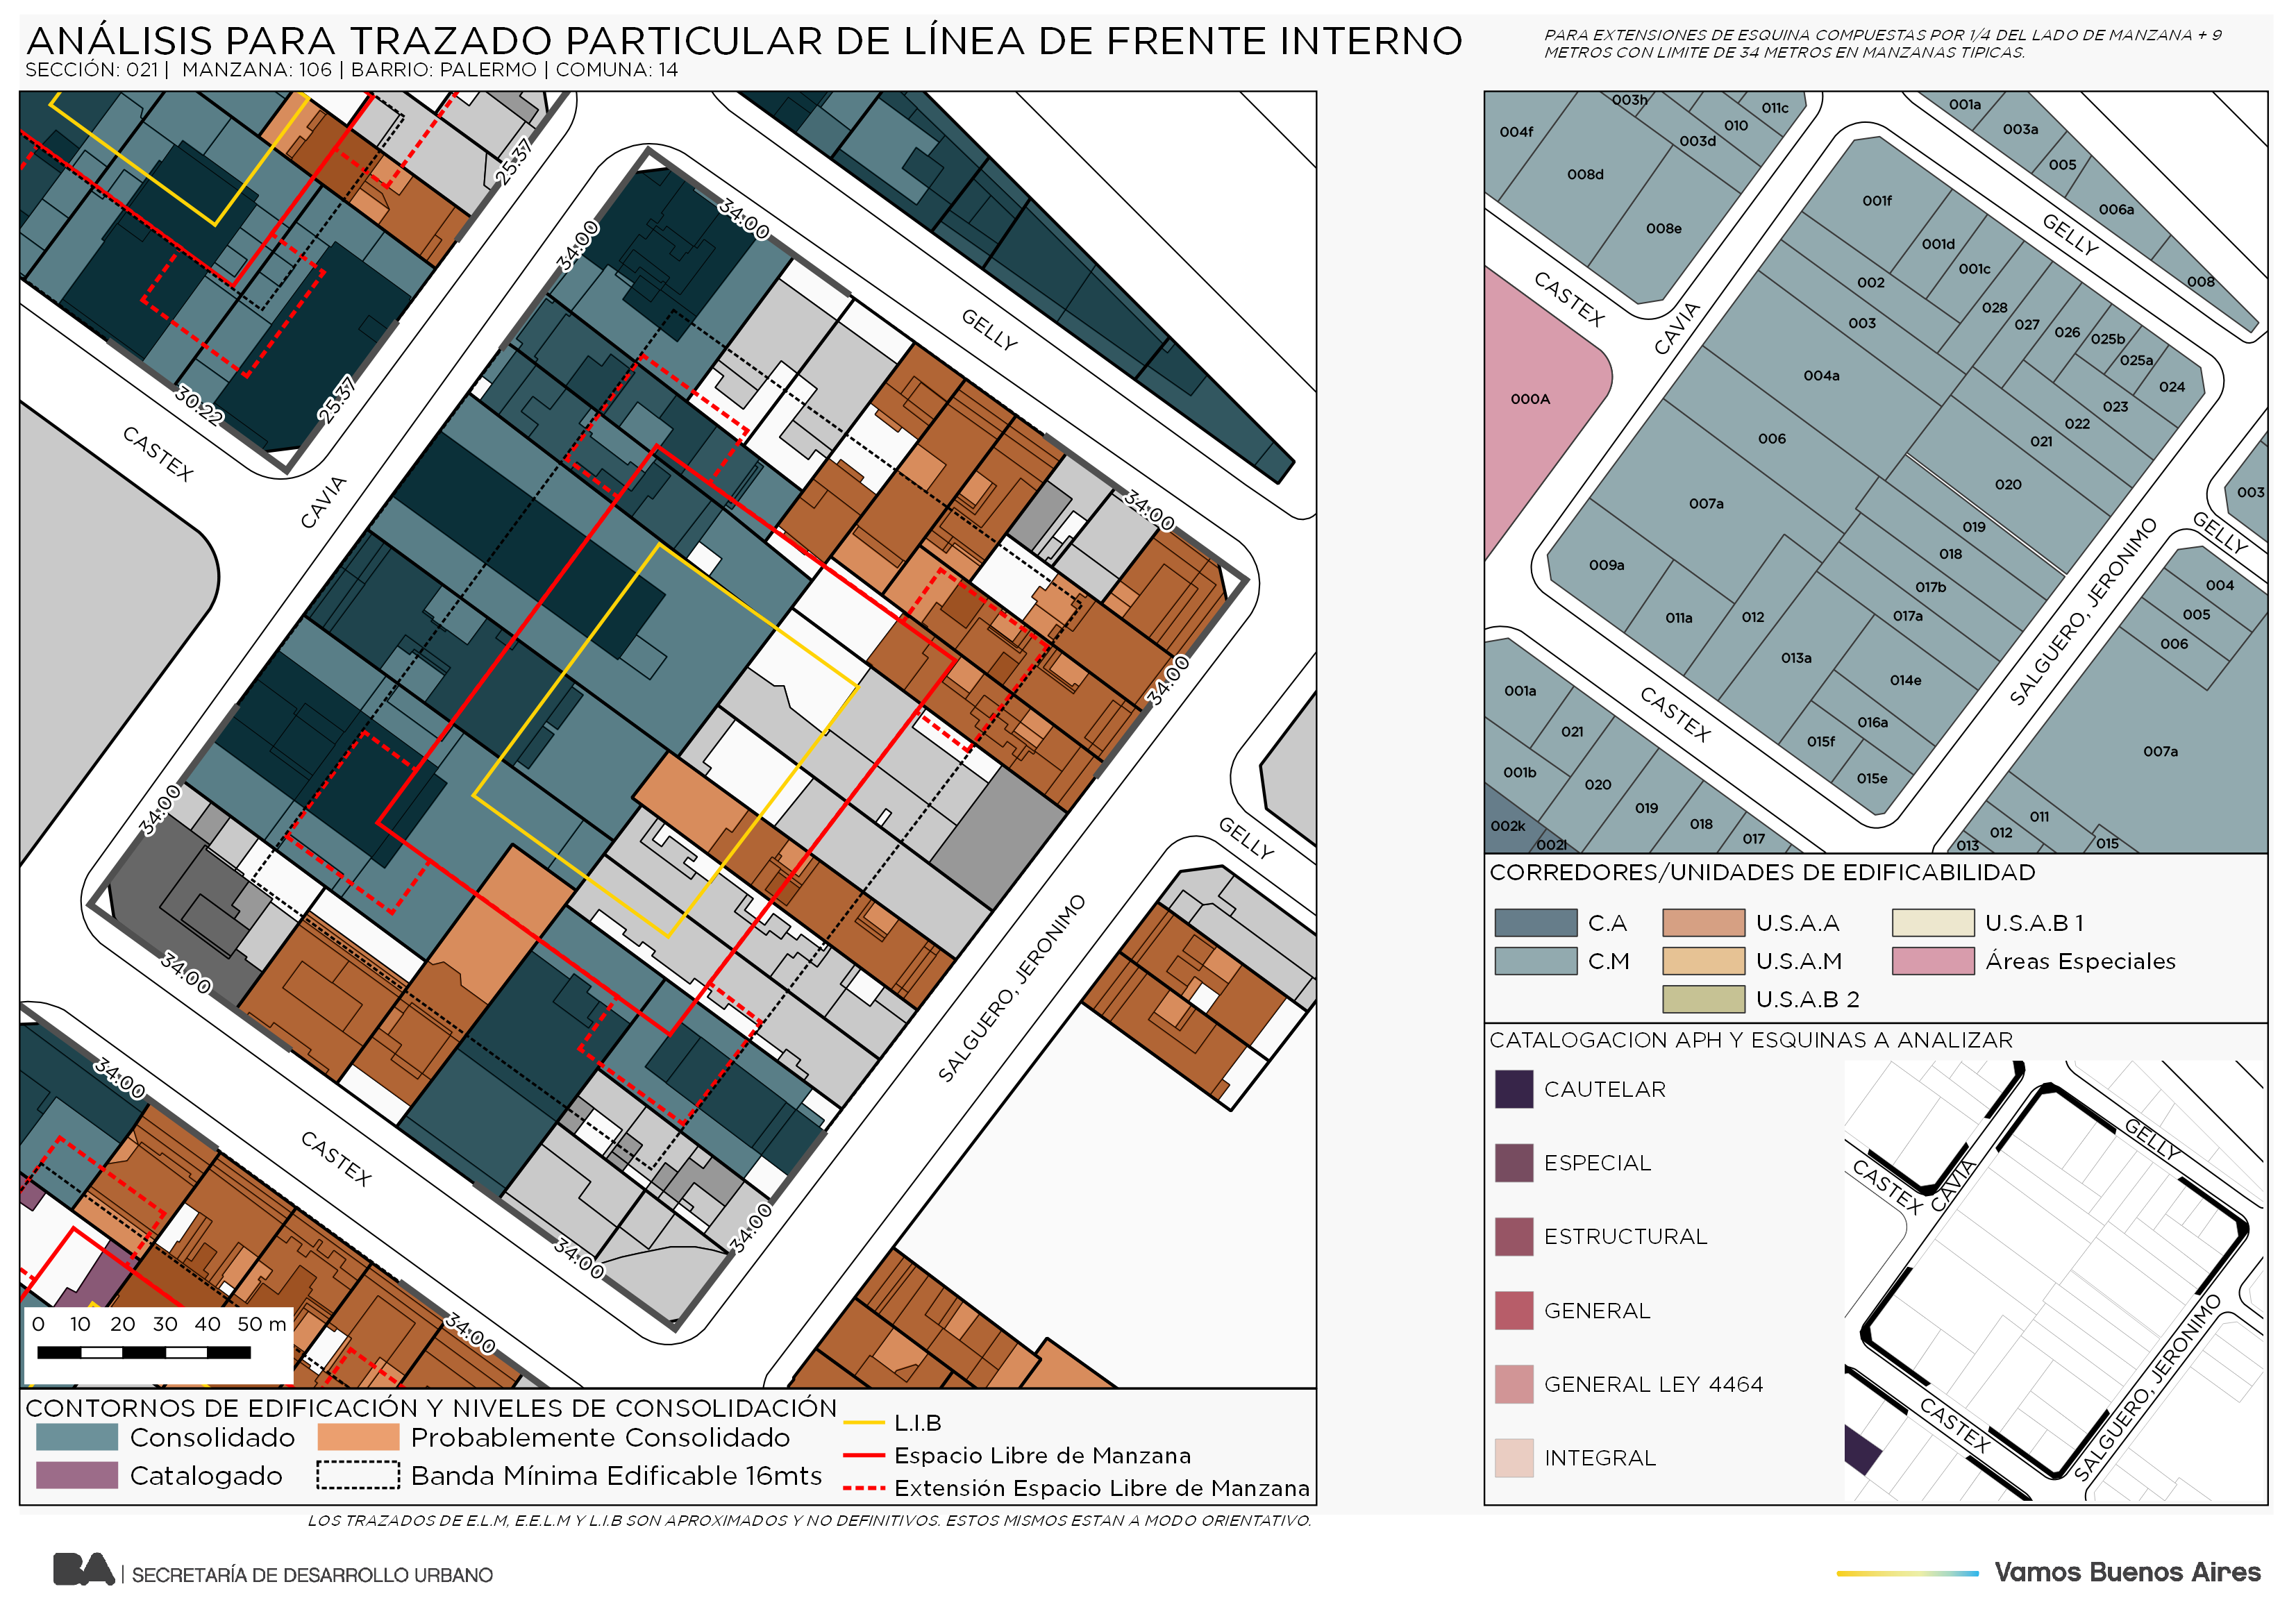 ANÁLISIS PARA TRAZADO PARTICULAR DE LÍNEA DE FRENTE INTERNO
SECCIÓN: 021 | MANZANA: 106 | BARRIO: PALERMO | COMUNA: 14
PARA EXTENSIONES DE ESQUINA COMPUESTAS POR 1/4 DEL LADO DE MANZANA + 9
METROS CON LIMITE DE 34 METROS EN MANZANAS TIPICAS.
25.37
34.00
34.00
GELLY
30.22
25.37
CASTEX
CAVIA
34.00
34.00
34.00
34.00
GELLY
SALGUERO, JERONIMO
34.00
CASTEX
34.00
34.00
34.00
0 10 20 30 40 50 m
CONTORNOS DE EDIFICACIÓN Y NIVELES DE CONSOLIDACIÓN
Consolidado
Catalogado
Probablemente Consolidado
Banda Mínima Edificable 16mts
L.I.B
Espacio Libre de Manzana
Extensión Espacio Libre de Manzana
LOS TRAZADOS DE E.L.M, E.E.L.M Y L.I.B SON APROXIMADOS Y NO DEFINITIVOS. ESTOS MISMOS ESTAN A MODO ORIENTATIVO.
003h
011c
001a
004f
010
003d
003a
008d
005
001f
006a
008e
001d
GELLY
001c
002
008
CASTEX
CAVIA
003
028
027
026
025b
025a
004a
024
000A
023
022
006
021
020
003
007a
019
GELLY
018
009a
017b
004
011a
012
017a
005
006
013a
014e
SALGUERO, JERONIMO
001a
CASTEX
016a
021
015f
007a
001b
015e
020
019
002k
018
011
017
012
002l
013
015
CORREDORES/UNIDADES DE EDIFICABILIDAD
C.A
U.S.A.A
U.S.A.B 1
C.M
U.S.A.M
Áreas Especiales
U.S.A.B 2
CATALOGACION APH Y ESQUINAS A ANALIZAR
CAUTELAR
ESPECIAL
ESTRUCTURAL
GENERAL
GENERAL LEY 4464
INTEGRAL
GELLY
CASTEX
CAVIA
CASTEX
SALGUERO, JERONIMO
BA | SECRETARÍA DE DESARROLLO URBANO
Vamos Buenos Aires